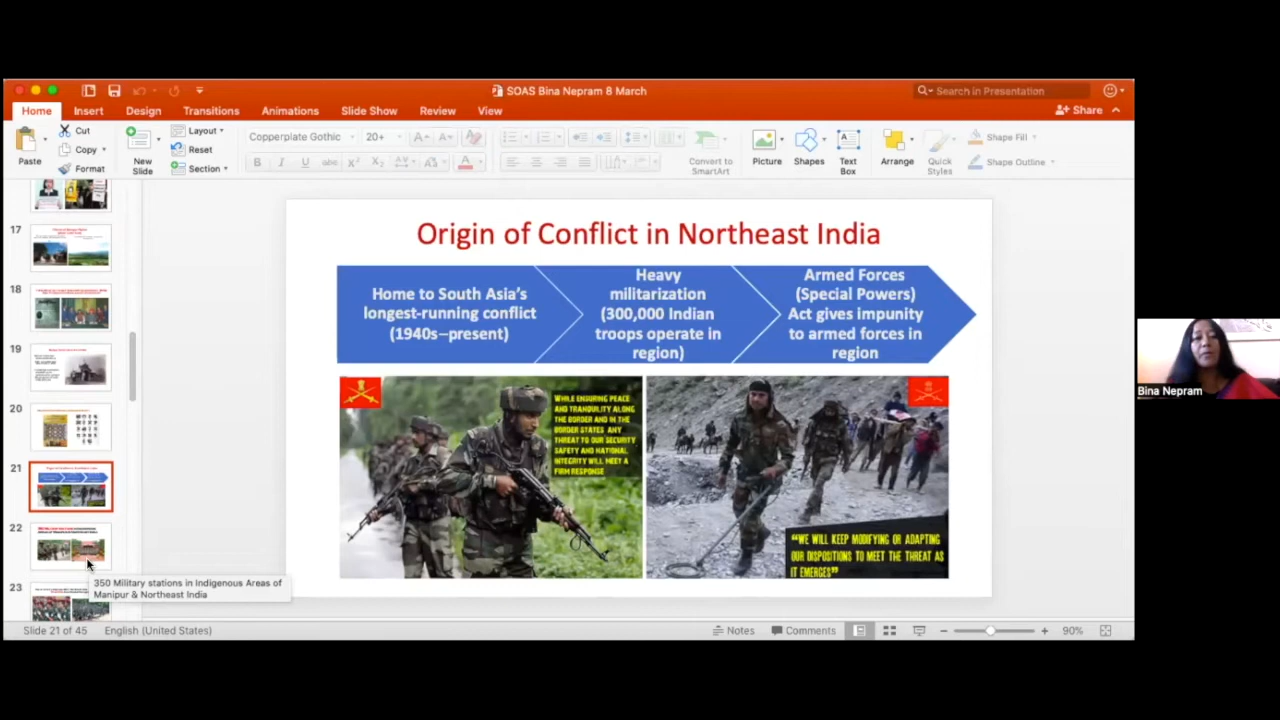 SOAS Bina Nepram 8 March
Search in Presentation
Home
Insert
Design
Transitions
Animations
Slide Show
Review
View
Share
Paste
Cut
Copy
Format
New
Slide
Layout
Reset
Section
Copperplate Gothic
20+
Convert to
SmartArt
Picture
Shapes
Text
Box
Arrange
Quick
Styles
Shape Fill
Shape Outline
17
18
19
20
21
22
23
350 Military stations in Indigenous Areas of
Manipur & Northeast India
Origin of Conflict in Northeast India
Home to South Asia's
longest-running conflict
(1940s–present)
Heavy
militarization
(300,000 Indian
troops operate in
region)
Armed Forces
(Special Powers)
Act gives impunity
to armed forces in
region
WHILE ENSURING PEACE
AND TRANQUILITY ALONG
THE BORDER AND IN THE
BORDER STATES ANY
THREAT TO OUR SECURITY
SAFETY AND NATIONAL
INTEGRITY WILL MEET A
FIRM RESPONSE
"WE WILL KEEP MODIFYING OR ADAPTING
OUR DISPOSITIONS TO MEET THE THREAT AS
IT EMERGES"
Bina Nepram
Slide 21 of 45
English (United States)
Notes
Comments
90%